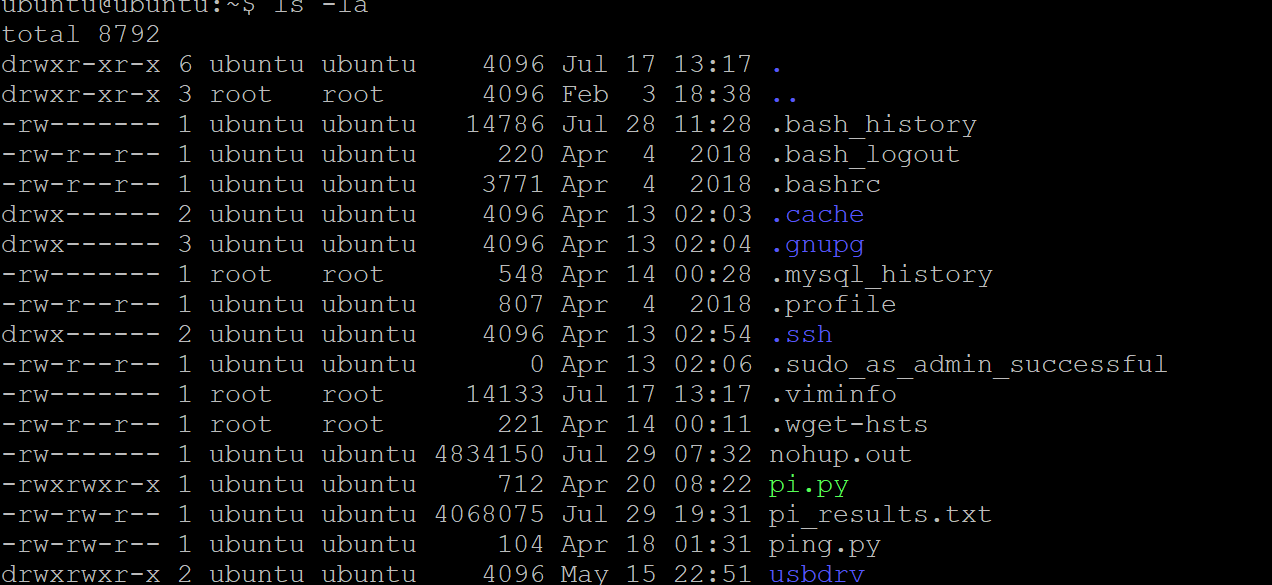 ubuntu@ubuntu:~$ ls -la
total 8792
drwxr-xr-x 6 ubuntu ubuntu    4096 Jul 17 13:17 .
drwxr-xr-x 3 root   root      4096 Feb  3 18:38 ..
-rw------- 1 ubuntu ubuntu   14786 Jul 28 11:28 .bash_history
-rw-r--r-- 1 ubuntu ubuntu     220 Apr  4  2018 .bash_logout
-rw-r--r-- 1 ubuntu ubuntu    3771 Apr  4  2018 .bashrc
drwx------ 2 ubuntu ubuntu    4096 Apr 13 02:03 .cache
drwx------ 3 ubuntu ubuntu    4096 Apr 13 02:04 .gnupg
-rw------- 1 root   root       548 Apr 14 00:28 .mysql_history
-rw-r--r-- 1 ubuntu ubuntu     807 Apr  4  2018 .profile
drwx------ 2 ubuntu ubuntu    4096 Apr 13 02:54 .ssh
-rw-r--r-- 1 ubuntu ubuntu       0 Apr 13 02:06 .sudo_as_admin_successful
-rw------- 1 root   root     14133 Jul 17 13:17 .viminfo
-rw-r--r-- 1 root   root       221 Apr 14 00:11 .wget-hsts
-rw------- 1 ubuntu ubuntu 4834150 Jul 29 07:32 nohup.out
-rwxrwxr-x 1 ubuntu ubuntu     712 Apr 20 08:22 pi.py
-rw-rw-r-- 1 ubuntu ubuntu 4068075 Jul 29 19:31 pi_results.txt
-rw-rw-r-- 1 ubuntu ubuntu     104 Apr 18 01:31 ping.py
drwxrwxr-x 2 ubuntu ubuntu    4096 May 15 22:51 usbdrv